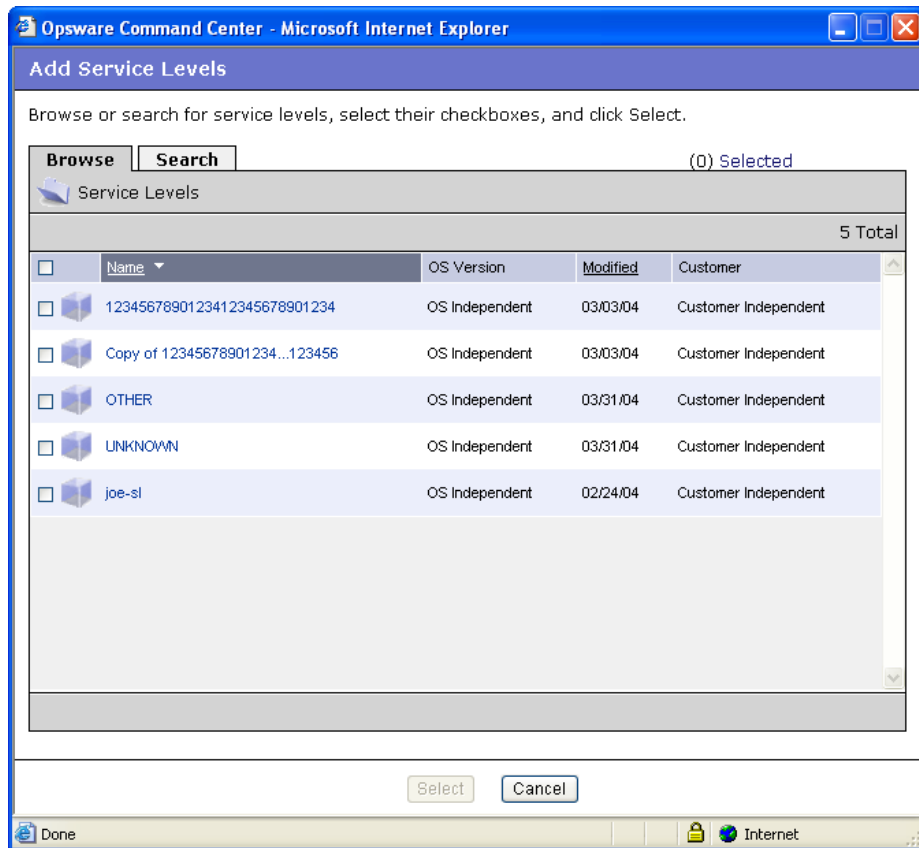 Opsware Command Center - Microsoft Internet Explorer
Add Service Levels
Browse or search for service levels, select their checkboxes, and click Select.
Browse Search (0) Selected
Service Levels
5 Total
Name OS Version Modified Customer
1234567890123412345678901234 OS Independent 03/03/04 Customer Independent
Copy of 12345678901234...123456 OS Independent 03/03/04 Customer Independent
OTHER OS Independent 03/31/04 Customer Independent
UNKNOWN OS Independent 03/31/04 Customer Independent
joe-sl OS Independent 02/24/04 Customer Independent
Select Cancel
Done Internet